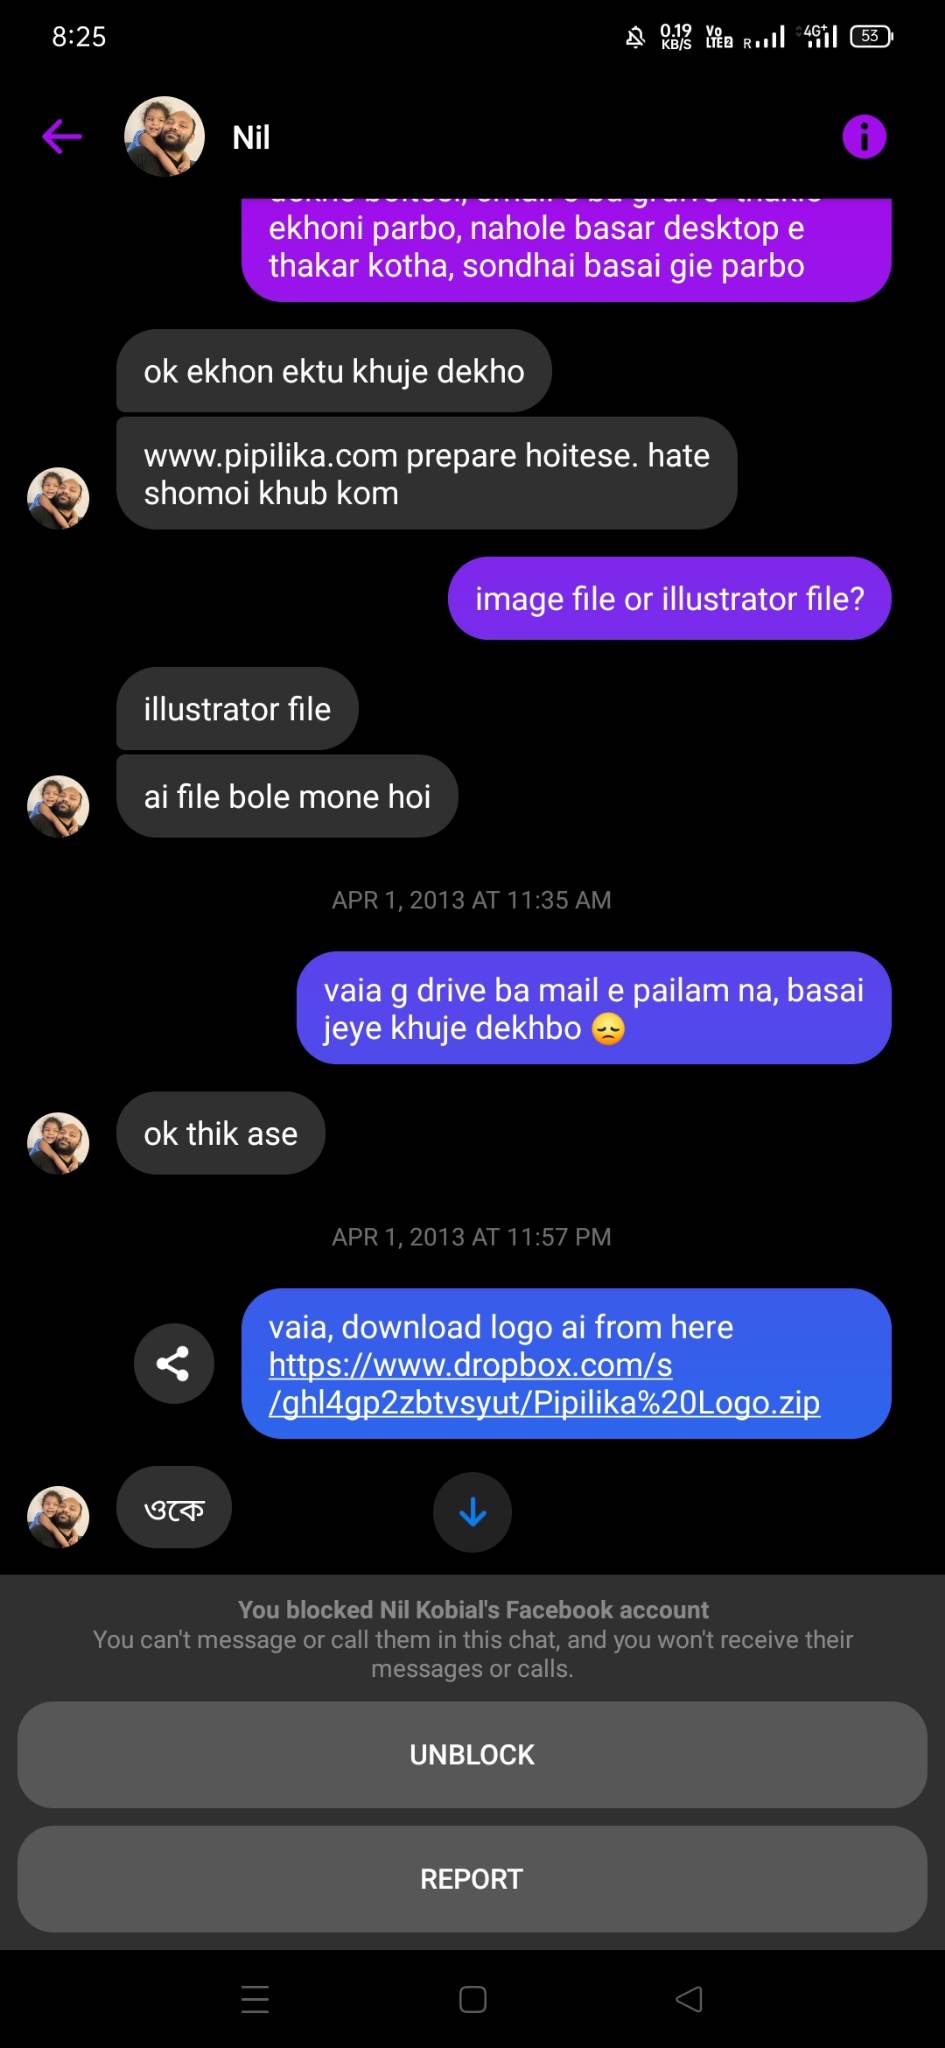 8:25
0.19
KB/S
Vo
LTE2
R
4G+
53
Nil
ekhoni parbo, nahole basar desktop e
thakar kotha, sondhai basai gie parbo
ok ekhon ektu khuje dekho
www.pipilika.com prepare hoitese. hate
shomoi khub kom
image file or illustrator file?
illustrator file
ai file bole mone hoi
APR 1, 2013 AT 11:35 AM
vaia g drive ba mail e pailam na, basai
jeye khuje dekhbo 😞
ok thik ase
APR 1, 2013 AT 11:57 PM
vaia, download logo ai from here
https://www.dropbox.com/s
/ghl4gp2zbtvsyut/Pipilika%20Logo.zip
ওকে
You blocked Nil Kobial's Facebook account
You can't message or call them in this chat, and you won't receive their
messages or calls.
UNBLOCK
REPORT